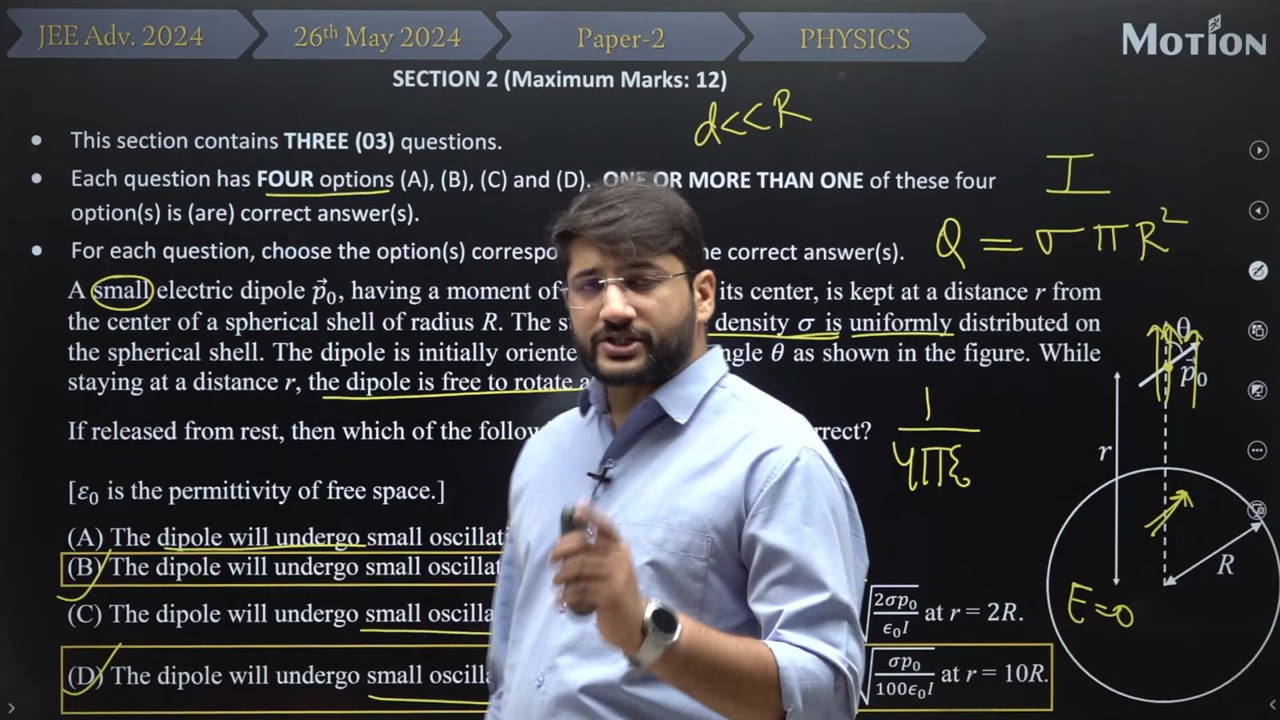 JEE Adv. 2024
26th May 2024
Paper-2
PHYSICS
MOTION
SECTION 2 (Maximum Marks: 12)
d<<R
• This section contains THREE (03) questions.
• Each question has FOUR options (A), (B), (C) and (D). ONE OR MORE THAN ONE of these four
option(s) is (are) correct answer(s).
I
Q = σπR²
• For each question, choose the option(s) correspo ne correct answer(s).
A small electric dipole p⃗₀, having a moment of its center, is kept at a distance r from
the center of a spherical shell of radius R. The s density σ is uniformly distributed on
the spherical shell. The dipole is initially oriente ngle θ as shown in the figure. While
staying at a distance r, the dipole is free to rotate a
If released from rest, then which of the follow rrect?
1/4πε
[ε₀ is the permittivity of free space.]
(A) The dipole will undergo small oscillati
(B) The dipole will undergo small oscillat
(C) The dipole will undergo small oscilla √(2σp₀/ϵ₀I) at r = 2R.
(D) The dipole will undergo small oscilla √(σp₀/100ϵ₀I) at r = 10R.
θ
p₀
r
R
E=0